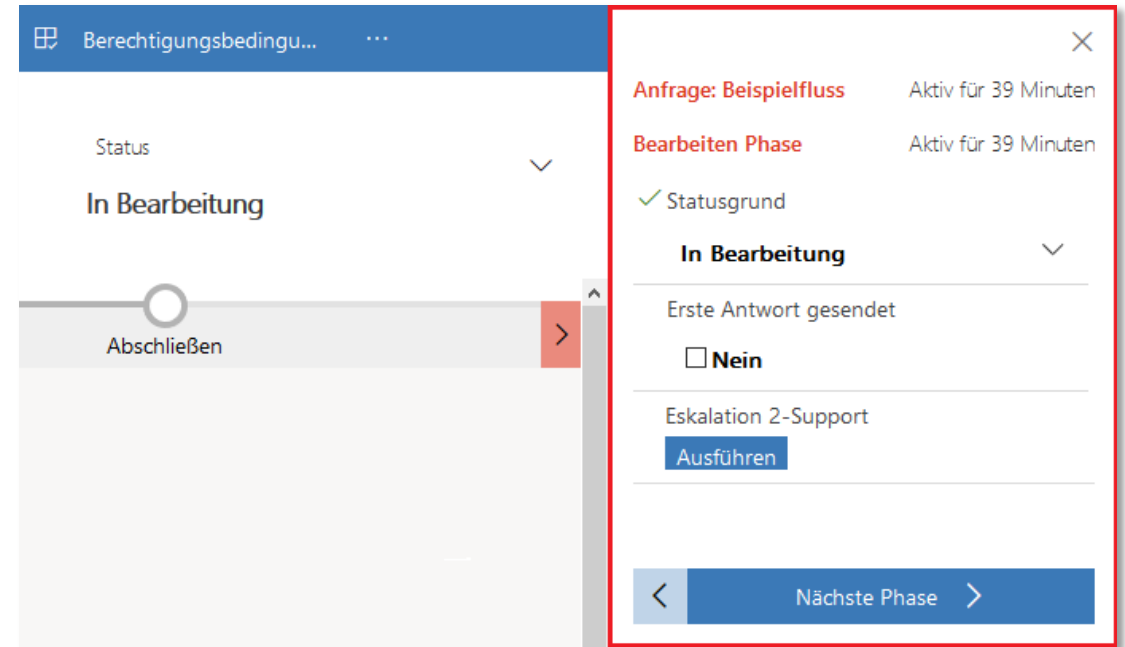 Berechtigungsbedingu... ...
Status
In Bearbeitung
Abschließen
Anfrage: Beispielfluss Aktiv für 39 Minuten
Bearbeiten Phase Aktiv für 39 Minuten
Statusgrund
In Bearbeitung
Erste Antwort gesendet
Nein
Eskalation 2-Support
Ausführen
Nächste Phase